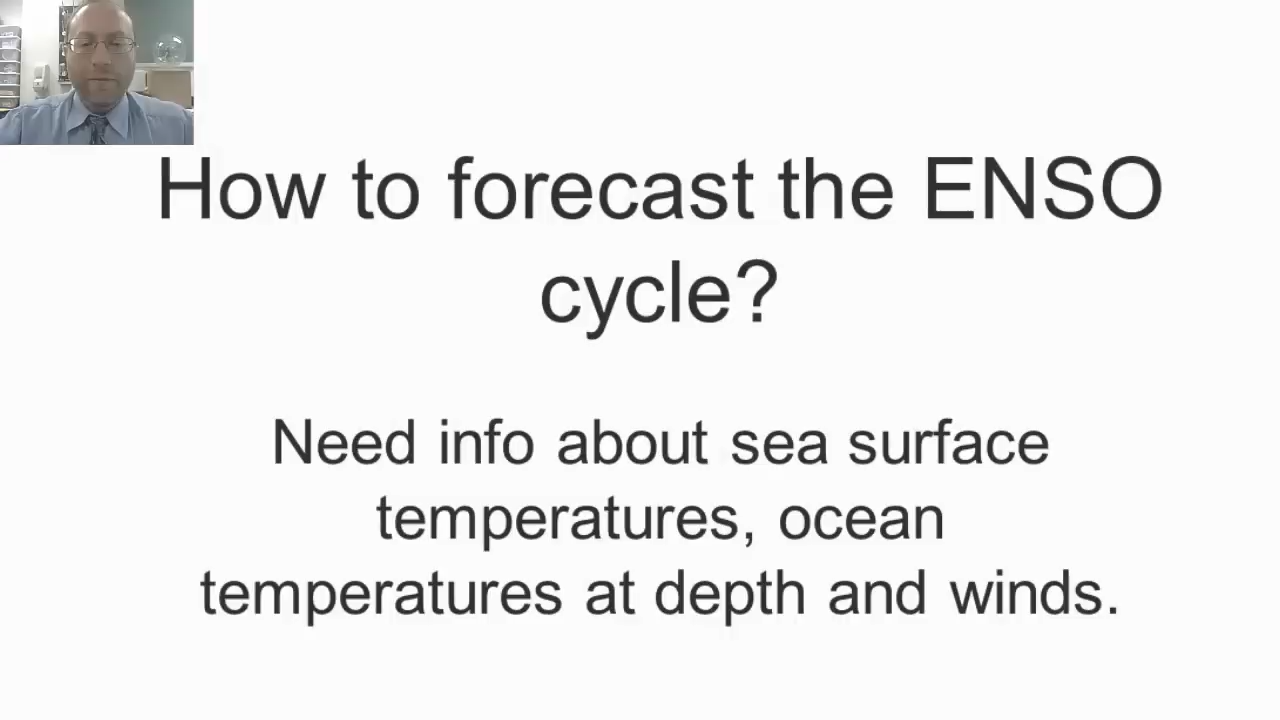 How to forecast the ENSO
cycle?
Need info about sea surface
temperatures, ocean
temperatures at depth and winds.